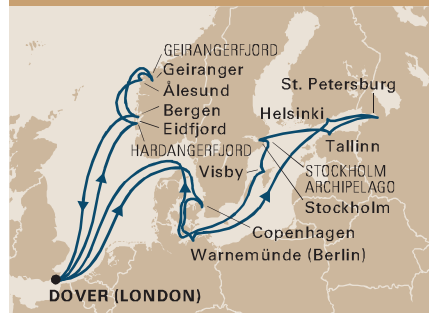 GEIRANGERFJORD
Geiranger
Ålesund
Bergen
Eidfjord
HARDANGERFJORD
St. Petersburg
Helsinki
Tallinn
Visby
STOCKHOLM
ARCHIPELAGO
Stockholm
Copenhagen
Warnemünde (Berlin)
DOVER (LONDON)